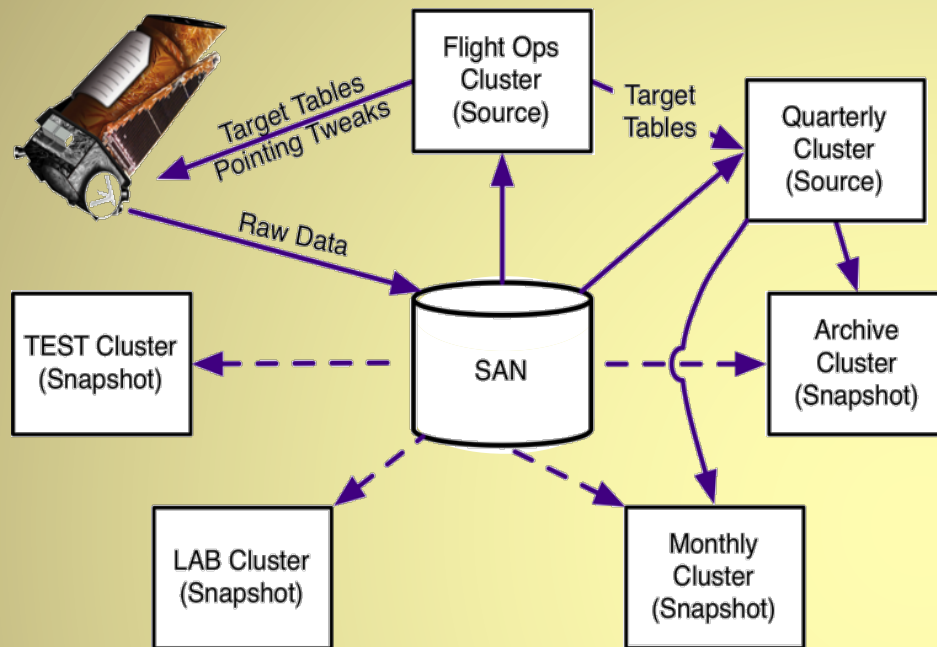 Flight Ops
Cluster
(Source)
Target Tables
Pointing Tweaks
Target
Tables
Quarterly
Cluster
(Source)
Raw Data
TEST Cluster
(Snapshot)
SAN
Archive
Cluster
(Snapshot)
LAB Cluster
(Snapshot)
Monthly
Cluster
(Snapshot)